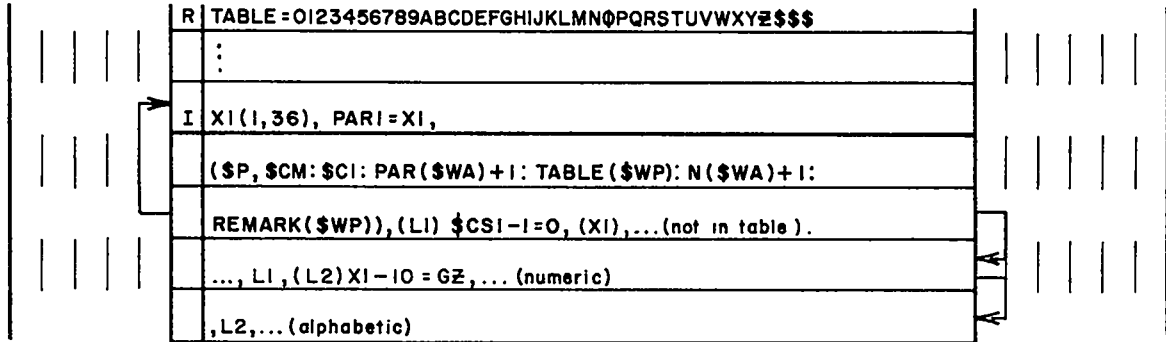 R TABLE=0123456789ABCDEFGHIJKLMNØPQRSTUVWXYƵ$$$
⋮
I X1(1,36), PAR1=X1,
($P,$CM:$C1: PAR($WA)+1: TABLE($WP): N($WA)+1:
REMARK($WP)),(L1) $CS1-1=0, (X1),...(not in table).
..., L1,(L2)X1-10 = GƵ,... (numeric)
,L2,...(alphabetic)